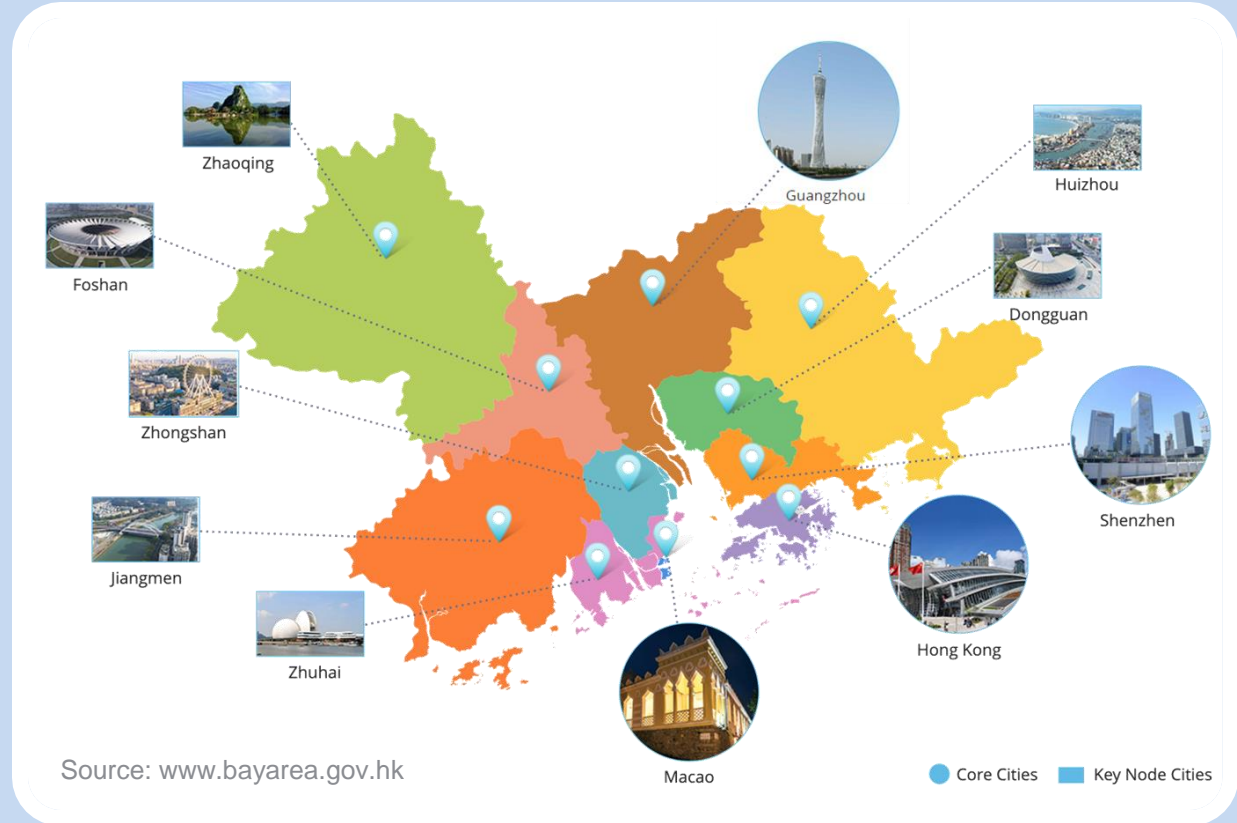 Zhaoqing
Guangzhou
Huizhou
Foshan
Dongguan
Zhongshan
Shenzhen
Jiangmen
Hong Kong
Zhuhai
Macao
Source: www.bayarea.gov.hk
Core Cities
Key Node Cities